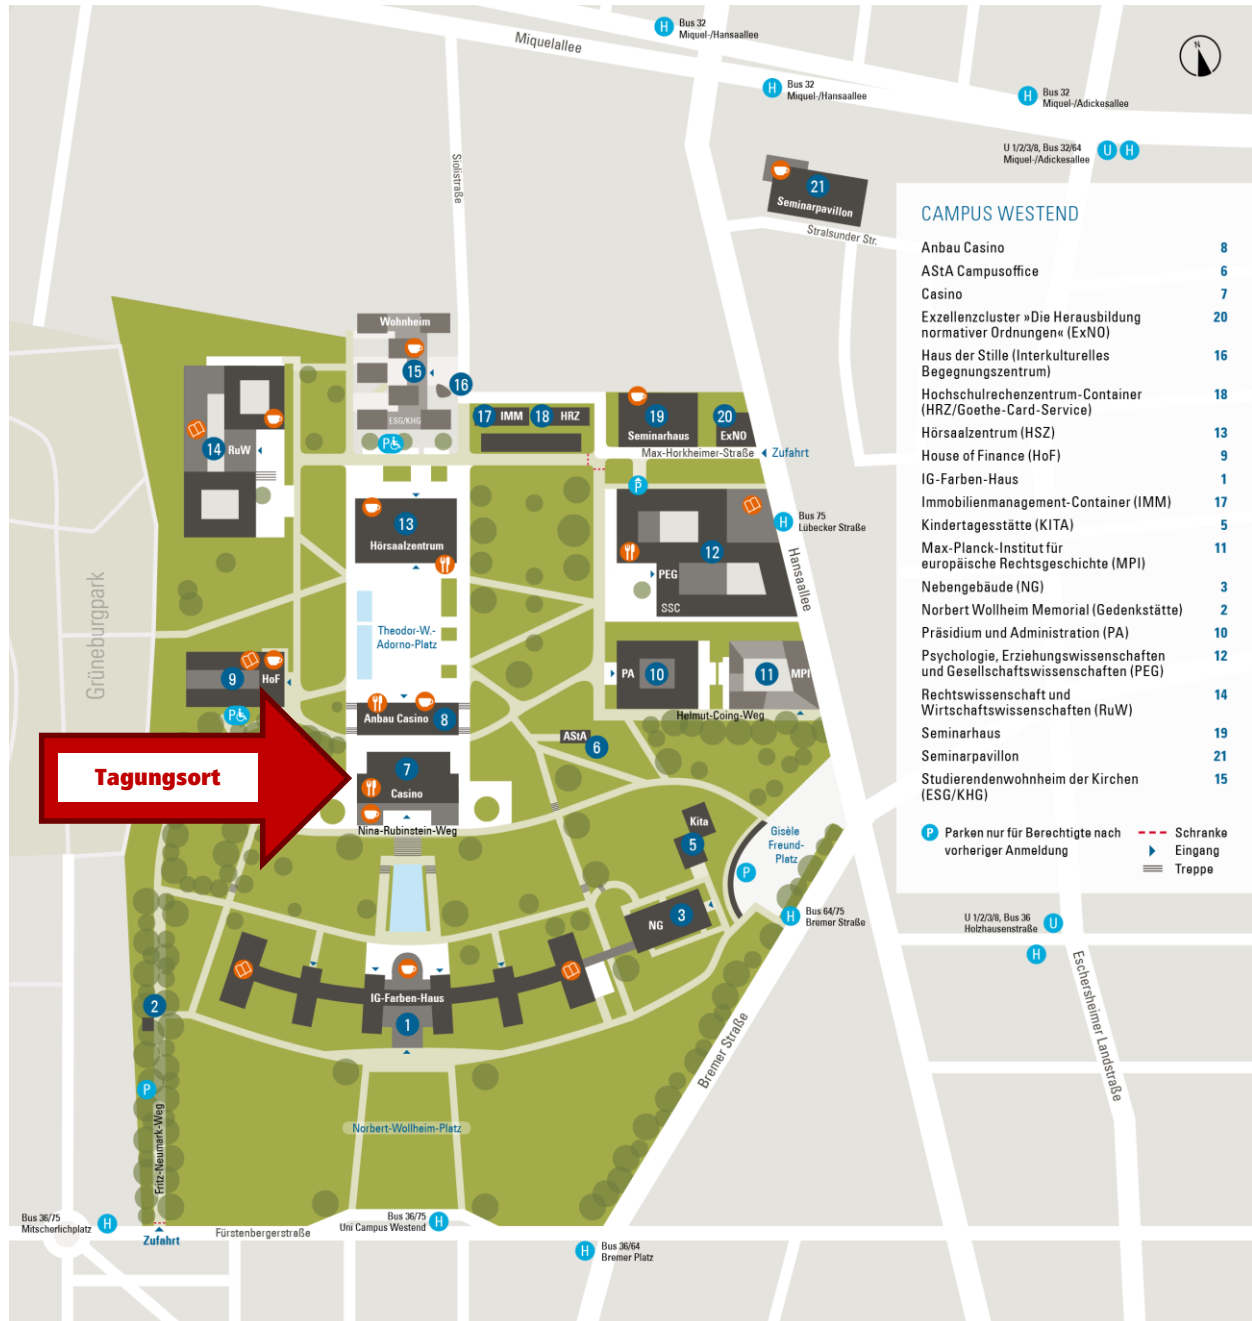 Bus 32
Miquel-/Hansaallee
Miquelallee
N
H
H
Bus 32
Miquel-/Hansaallee
H
Bus 32
Miquel-/Adickesallee
U 1/2/3/8, Bus 32/64
Miquel-/Adickesallee
U
H
Siolistraße
21
Seminarpavillon
Stralsunder Str.
CAMPUS WESTEND
Anbau Casino 8
AStA Campusoffice 6
Casino 7
Exzellenzcluster »Die Herausbildung 20
normativer Ordnungen« (ExNO)
Haus der Stille (Interkulturelles 16
Begegnungszentrum)
Hochschulrechenzentrum-Container 18
(HRZ/Goethe-Card-Service)
Hörsaalzentrum (HSZ) 13
House of Finance (HoF) 9
IG-Farben-Haus 1
Immobilienmanagement-Container (IMM) 17
Kindertagesstätte (KITA) 5
Max-Planck-Institut für 11
europäische Rechtsgeschichte (MPI)
Nebengebäude (NG) 3
Norbert Wollheim Memorial (Gedenkstätte) 2
Präsidium und Administration (PA) 10
Psychologie, Erziehungswissenschaften 12
und Gesellschaftswissenschaften (PEG)
Rechtswissenschaft und 14
Wirtschaftswissenschaften (RuW)
Seminarhaus 19
Seminarpavillon 21
Studierendenwohnheim der Kirchen 15
(ESG/KHG)
P Parken nur für Berechtigte nach
vorheriger Anmeldung
Schranke
Eingang
Treppe
Wohnheim
15
16
ESG/KHG
P
17 IMM
18 HRZ
19
Seminarhaus
20
ExNO
Max-Horkheimer-Straße
Zufahrt
14 RuW
13
Hörsaalzentrum
P
H
Bus 75
Lübecker Straße
12
PEG
SSC
Hansaallee
Grüneburgpark
Theodor-W.-
Adorno-Platz
9
HoF
P
PA
10
11
MPI
Helmut-Coing-Weg
Anbau Casino 8
AStA
6
Tagungsort
7
Casino
Nina-Rubinstein-Weg
Kita
5
Gisèle
Freund-
Platz
P
H
Bus 64/75
Bremer Straße
NG
3
U 1/2/3/8, Bus 36
Holzhausenstraße
U
H
Eschersheimer Landstraße
IG-Farben-Haus
1
2
P
Fritz-Neumark-Weg
Bremer Straße
Norbert-Wollheim-Platz
Bus 36/75
Mitscherlichplatz
H
Zufahrt
Fürstenbergerstraße
Bus 36/75
Uni Campus Westend
H
H
Bus 36/64
Bremer Platz